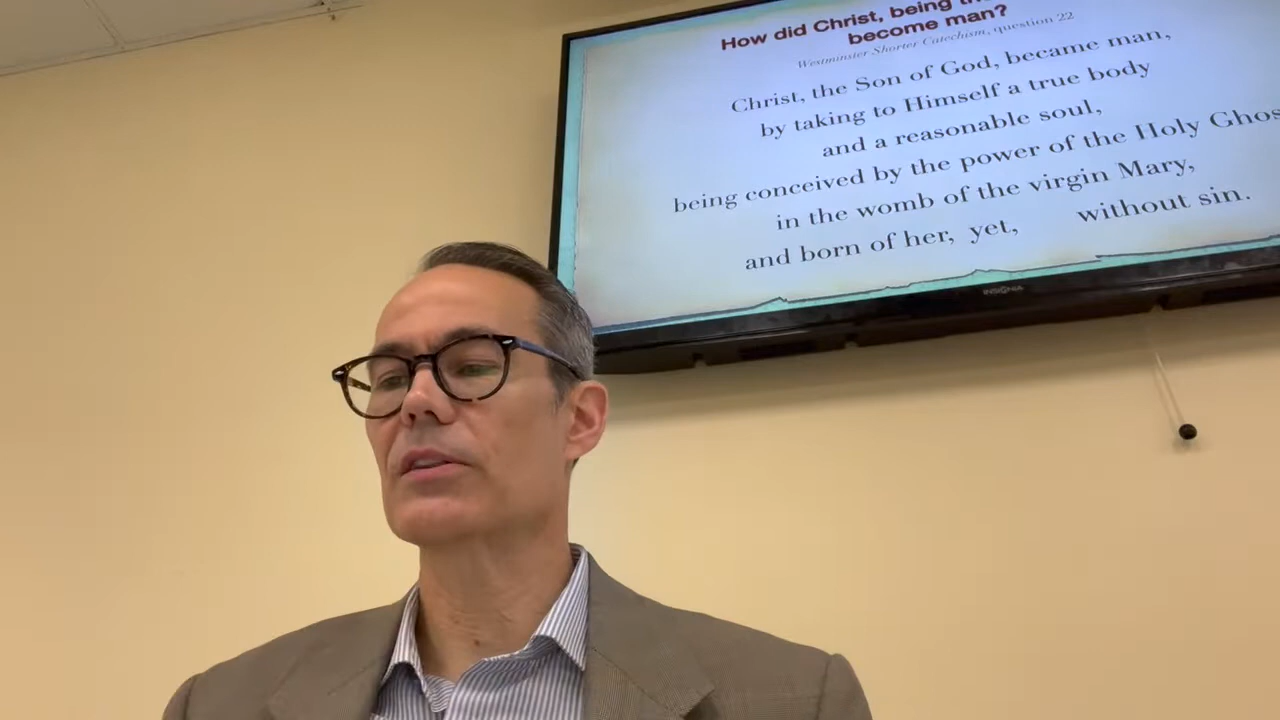 How did Christ, being the
become man?
Westminster Shorter Catechism, question 22
Christ, the Son of God, became man,
by taking to Himself a true body
and a reasonable soul,
being conceived by the power of the Holy Ghos
in the womb of the virgin Mary,
and born of her, yet, without sin.
INSIGNIA